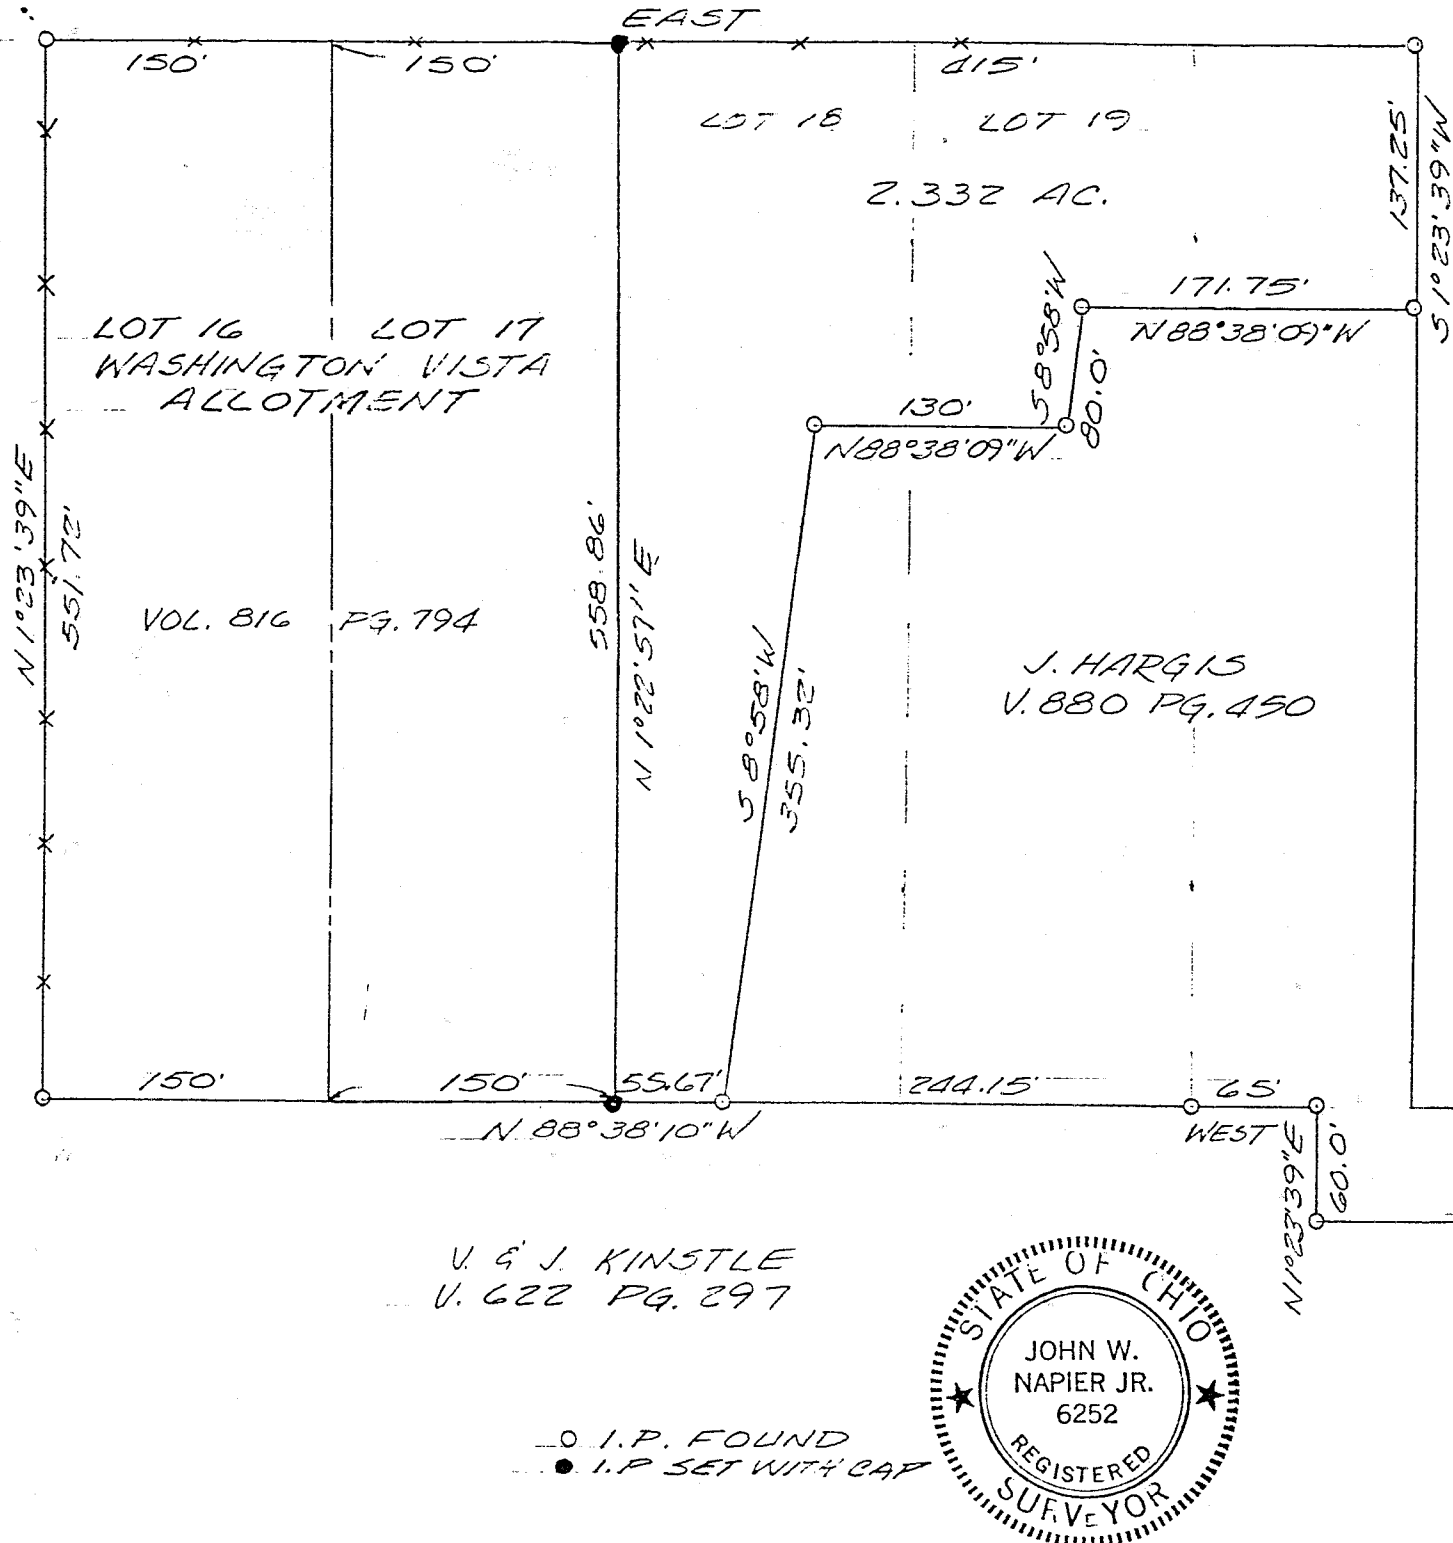 EAST
150'
150'
415'
LOT 18
LOT 19
2.332 AC.
137.25'
S 1°23'39"W
171.75'
N88°38'09"W
S8°58'W
80.0'
130'
N88°38'09"W
LOT 16
LOT 17
WASHINGTON VISTA
ALLOTMENT
N 1°23'39"E
551.72'
558.86'
N 1°22'57"E
VOL. 816
PG. 794
S 8°58'W
355.32'
J. HARGIS
V. 880 PG. 450
150'
150'
55.67'
244.15'
65'
N 88°38'10"W
WEST
N1°23'39"E
60.0'
V. & J. KINSTLE
V. 622 PG. 297
STATE OF OHIO
JOHN W.
NAPIER JR.
6252
REGISTERED
SURVEYOR
I.P. FOUND
I.P SET WITH CAP